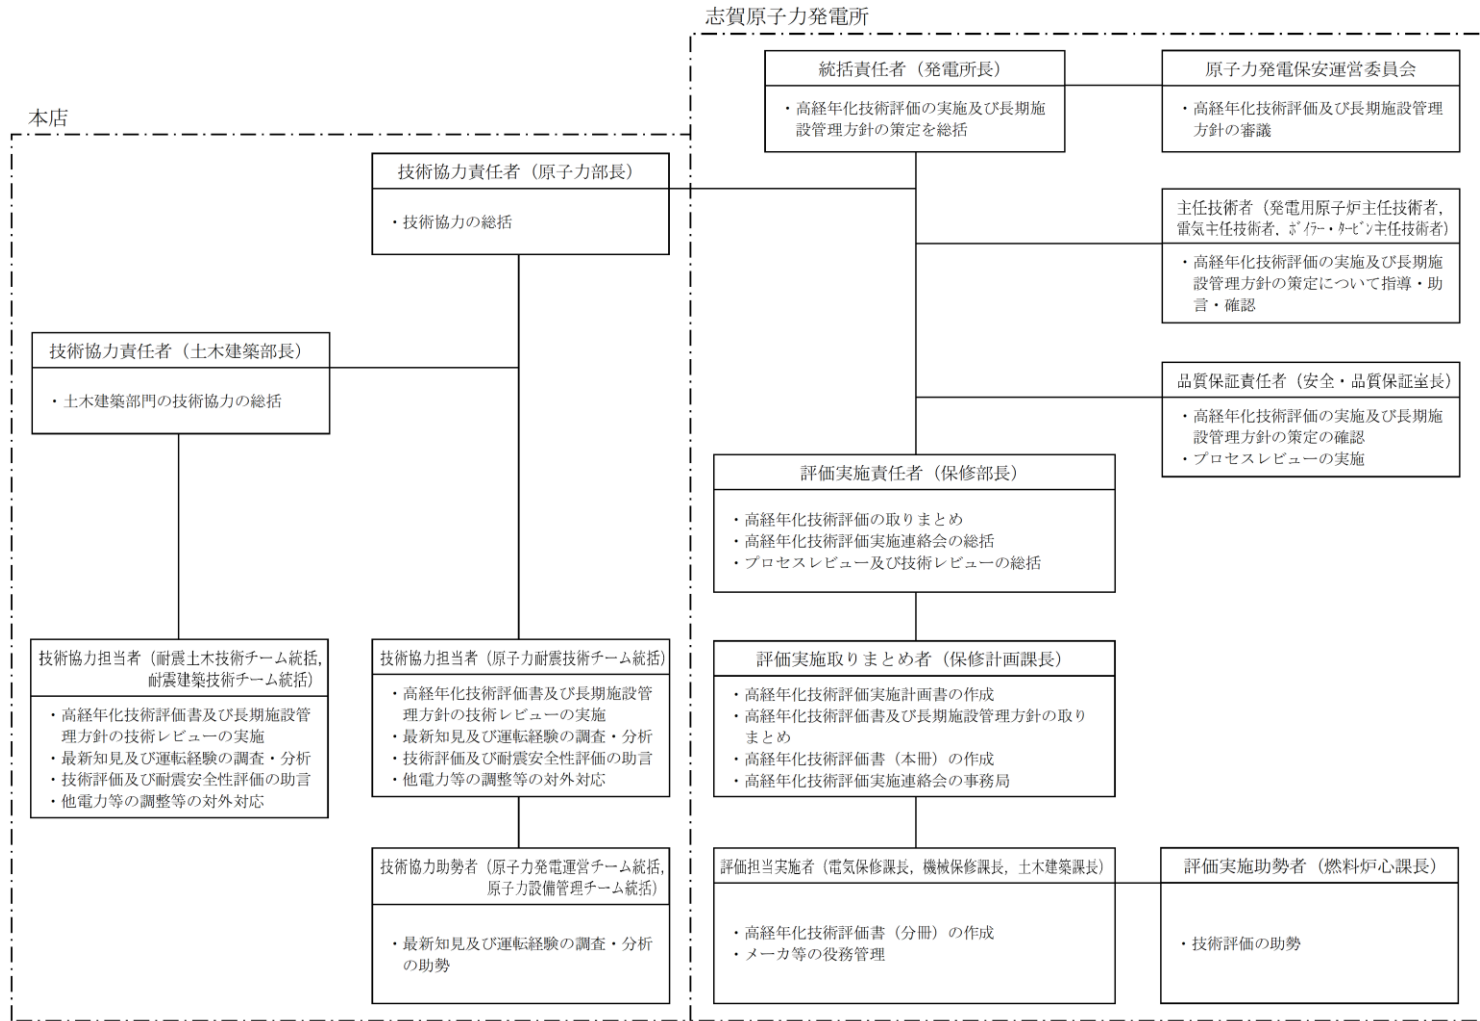 志賀原子力発電所
統括責任者（発電所長）
・高経年化技術評価の実施及び長期施
設管理方針の策定を総括
原子力発電保安運営委員会
・高経年化技術評価及び長期施設管理
方針の審議
本店
技術協力責任者（原子力部長）
・技術協力の総括
主任技術者（発電用原子炉主任技術者，
電気主任技術者，ﾎﾞｲﾗｰ・ﾀｰﾋﾞﾝ主任技術者）
・高経年化技術評価の実施及び長期施
設管理方針の策定について指導・助
言・確認
技術協力責任者（土木建築部長）
・土木建築部門の技術協力の総括
品質保証責任者（安全・品質保証室長）
・高経年化技術評価の実施及び長期施
設管理方針の策定の確認
・プロセスレビューの実施
評価実施責任者（保修部長）
・高経年化技術評価の取りまとめ
・高経年化技術評価実施連絡会の総括
・プロセスレビュー及び技術レビューの総括
技術協力担当者（耐震土木技術チーム統括，
耐震建築技術チーム統括）
・高経年化技術評価書及び長期施設管
理方針の技術レビューの実施
・最新知見及び運転経験の調査・分析
・技術評価及び耐震安全性評価の助言
・他電力等の調整等の対外対応
技術協力担当者（原子力耐震技術チーム統括）
・高経年化技術評価書及び長期施設管
理方針の技術レビューの実施
・最新知見及び運転経験の調査・分析
・技術評価及び耐震安全性評価の助言
・他電力等の調整等の対外対応
評価実施取りまとめ者（保修計画課長）
・高経年化技術評価実施計画書の作成
・高経年化技術評価書及び長期施設管理方針の取り
まとめ
・高経年化技術評価書（本冊）の作成
・高経年化技術評価実施連絡会の事務局
技術協力助勢者（原子力発電運営チーム統括，
原子力設備管理チーム統括）
・最新知見及び運転経験の調査・分析
の助勢
評価担当実施者（電気保修課長，機械保修課長，土木建築課長）
・高経年化技術評価書（分冊）の作成
・メーカ等の役務管理
評価実施助勢者（燃料炉心課長）
・技術評価の助勢